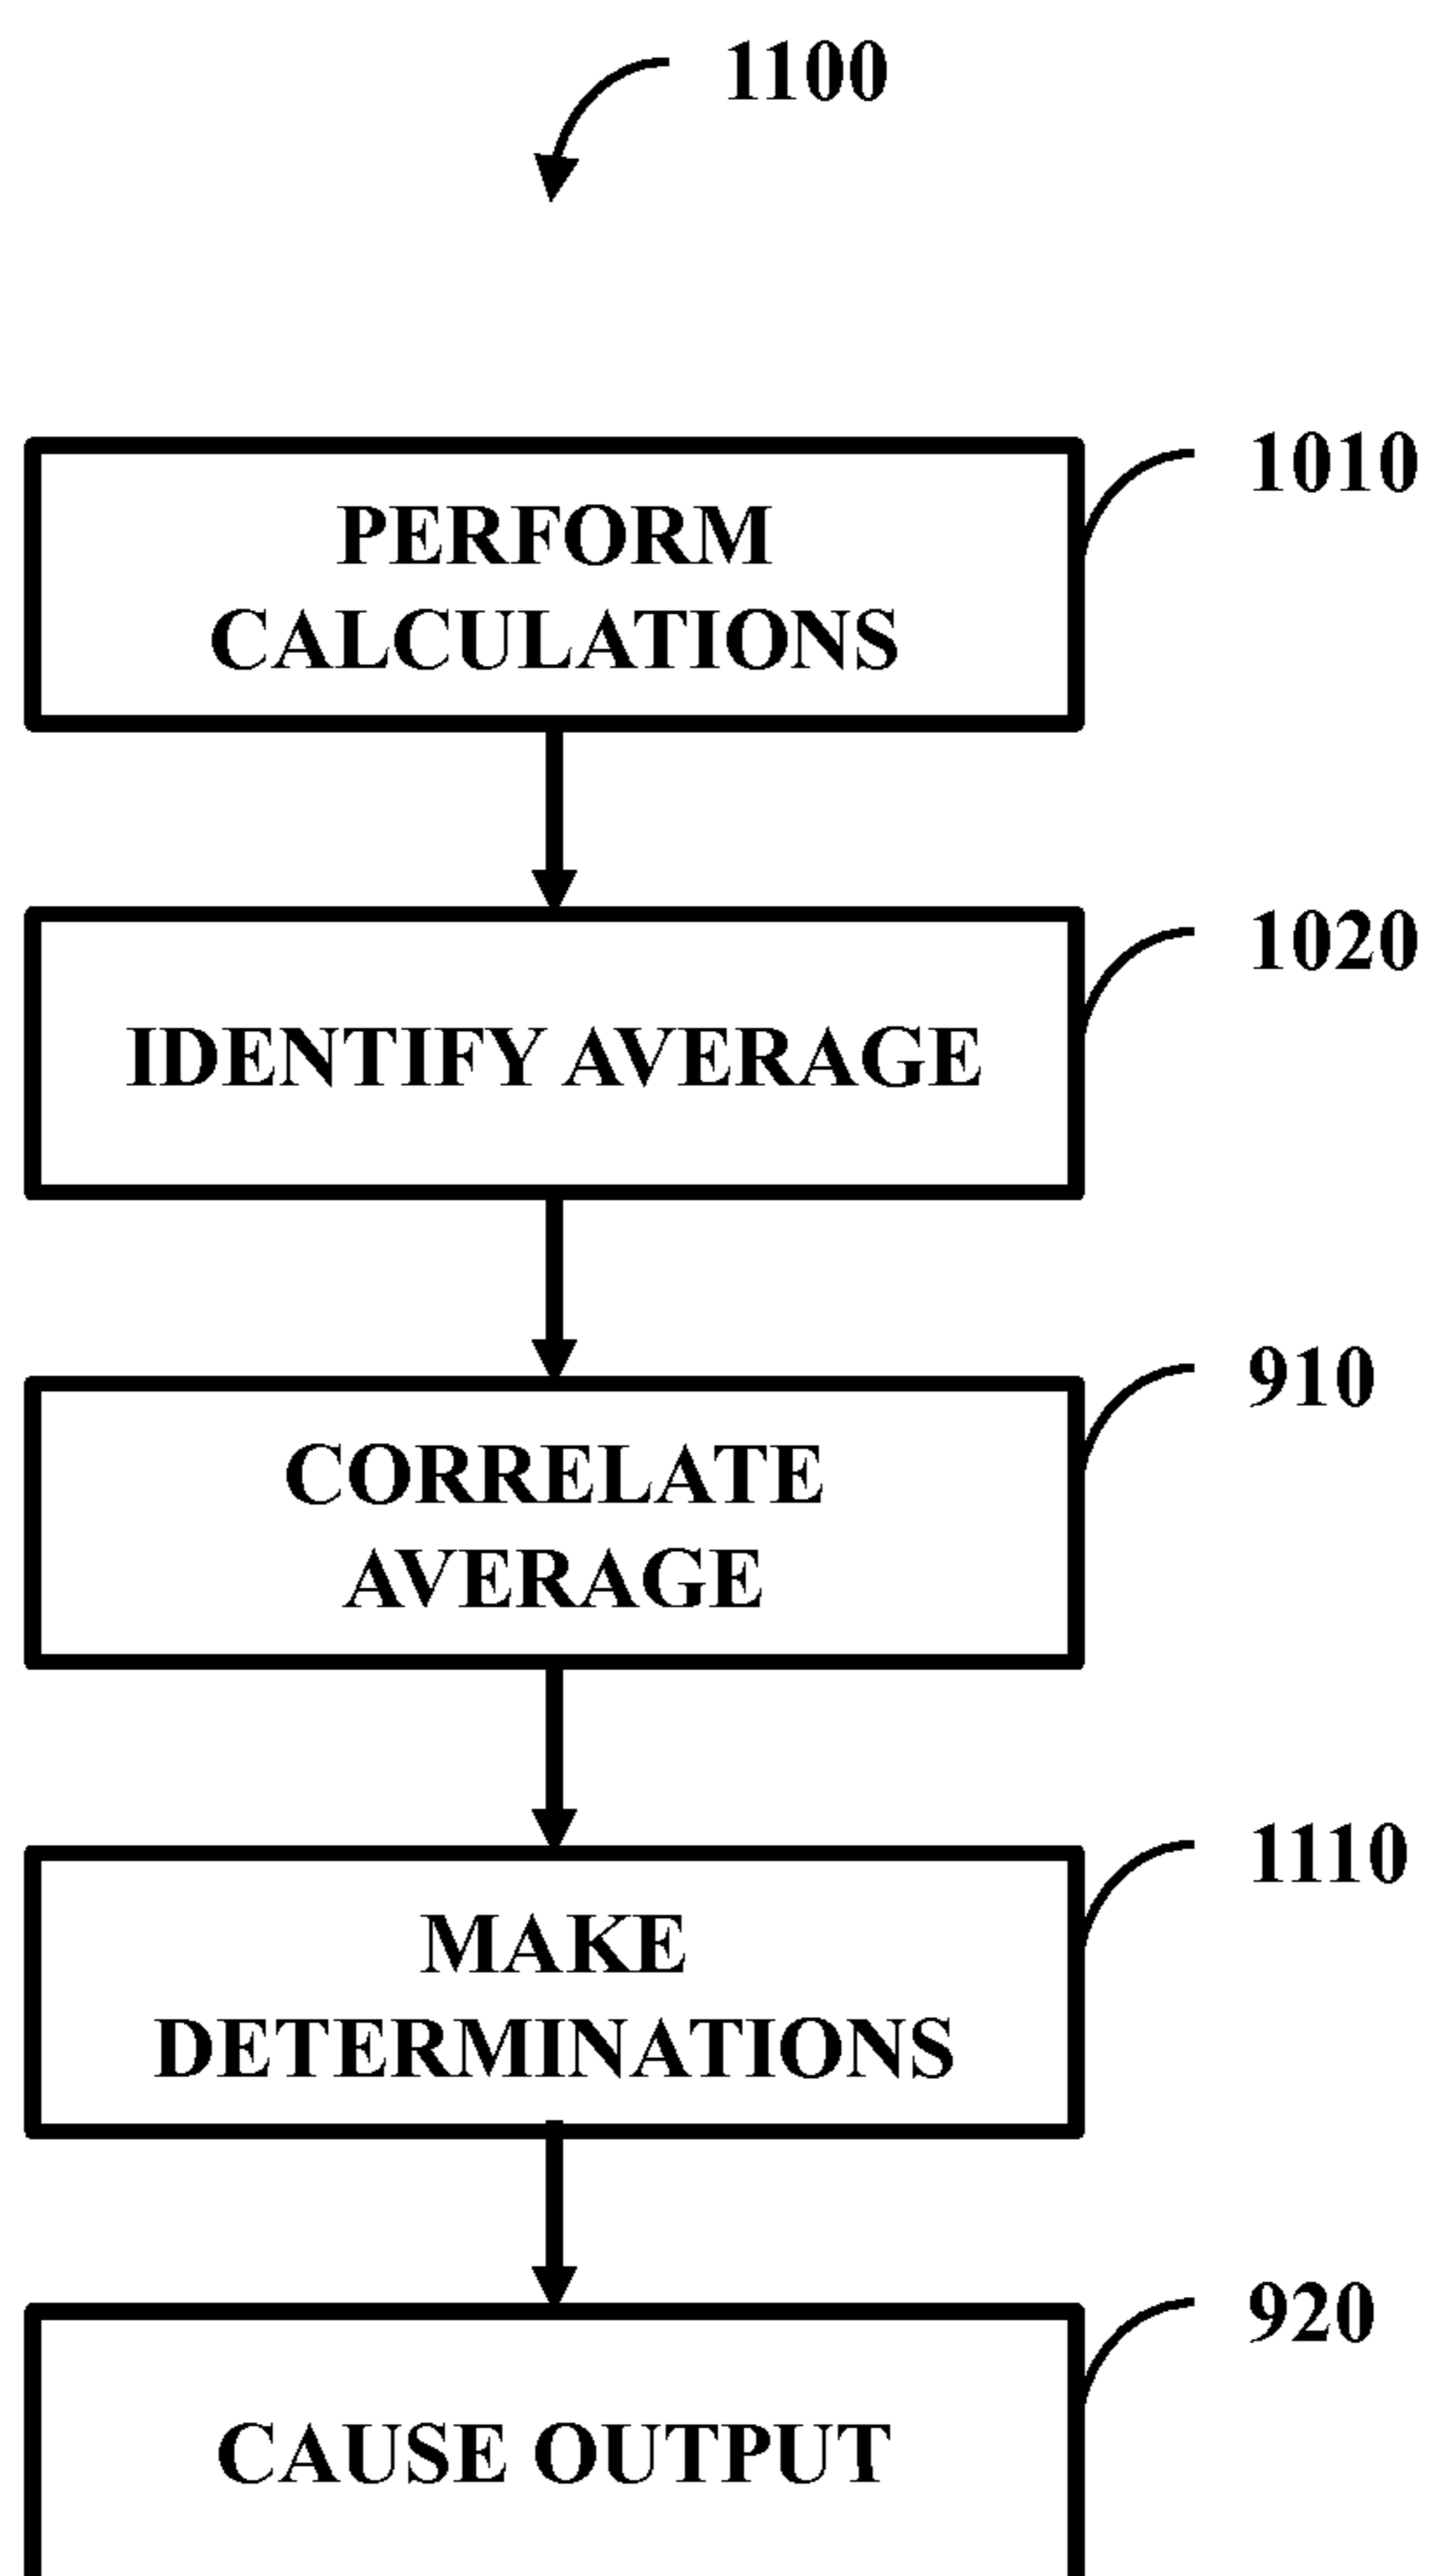 1100
1010
PERFORM
CALCULATIONS
1020
IDENTIFY AVERAGE
910
CORRELATE
AVERAGE
1110
MAKE
DETERMINATIONS
920
CAUSE OUTPUT